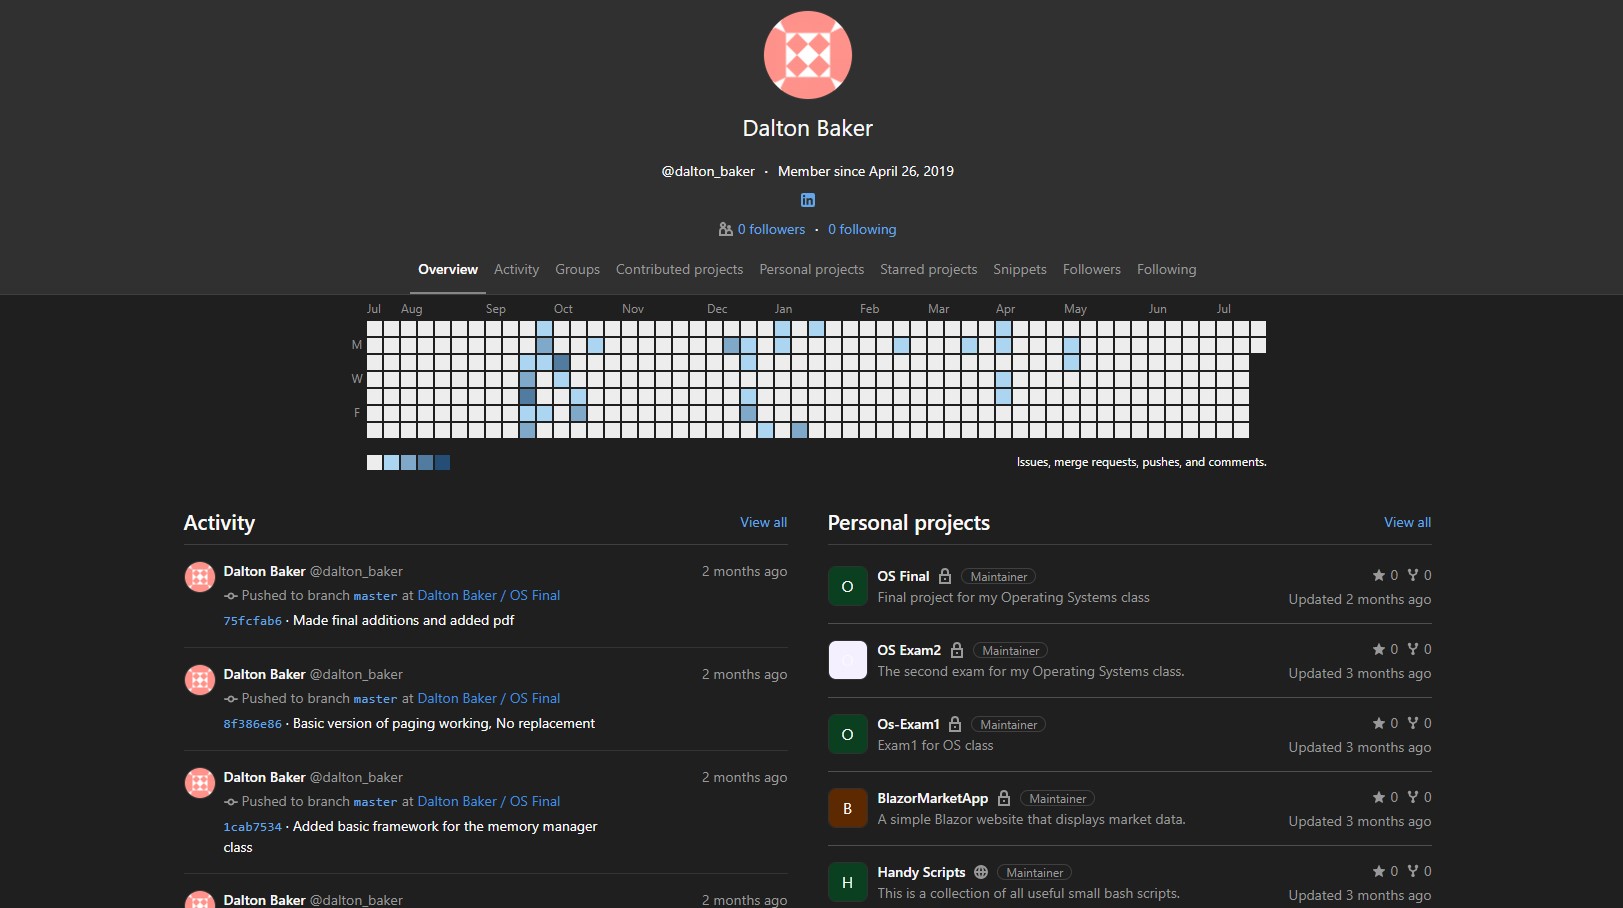 Dalton Baker
@dalton_baker · Member since April 26, 2019
0 followers · 0 following
Overview Activity Groups Contributed projects Personal projects Starred projects Snippets Followers Following
Jul Aug Sep Oct Nov Dec Jan Feb Mar Apr May Jun Jul
M
W
F
Issues, merge requests, pushes, and comments.
Activity View all
Dalton Baker @dalton_baker 2 months ago
Pushed to branch master at Dalton Baker / OS Final
75fcfab6 · Made final additions and added pdf
Dalton Baker @dalton_baker 2 months ago
Pushed to branch master at Dalton Baker / OS Final
8f386e86 · Basic version of paging working, No replacement
Dalton Baker @dalton_baker 2 months ago
Pushed to branch master at Dalton Baker / OS Final
1cab7534 · Added basic framework for the memory manager
class
Dalton Baker @dalton_baker 2 months ago
Personal projects View all
O OS Final Maintainer 0 0
Final project for my Operating Systems class Updated 2 months ago
OS Exam2 Maintainer 0 0
The second exam for my Operating Systems class. Updated 3 months ago
O Os-Exam1 Maintainer 0 0
Exam1 for OS class Updated 3 months ago
B BlazorMarketApp Maintainer 0 0
A simple Blazor website that displays market data. Updated 3 months ago
H Handy Scripts Maintainer 0 0
This is a collection of all useful small bash scripts. Updated 3 months ago